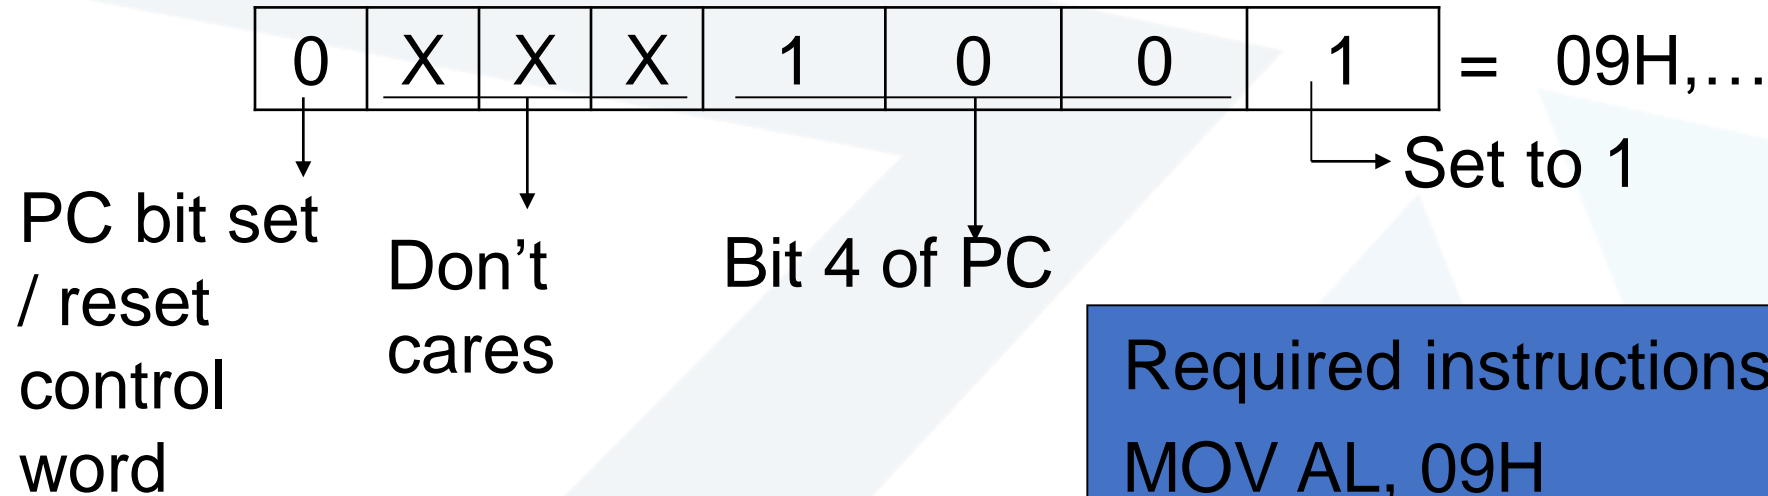 0 X X X 1 0 0 1 = 09H,...
Set to 1
PC bit set
/ reset
control
word
Don't
cares
Bit 4 of PC
Required instructions
MOV AL, 09H